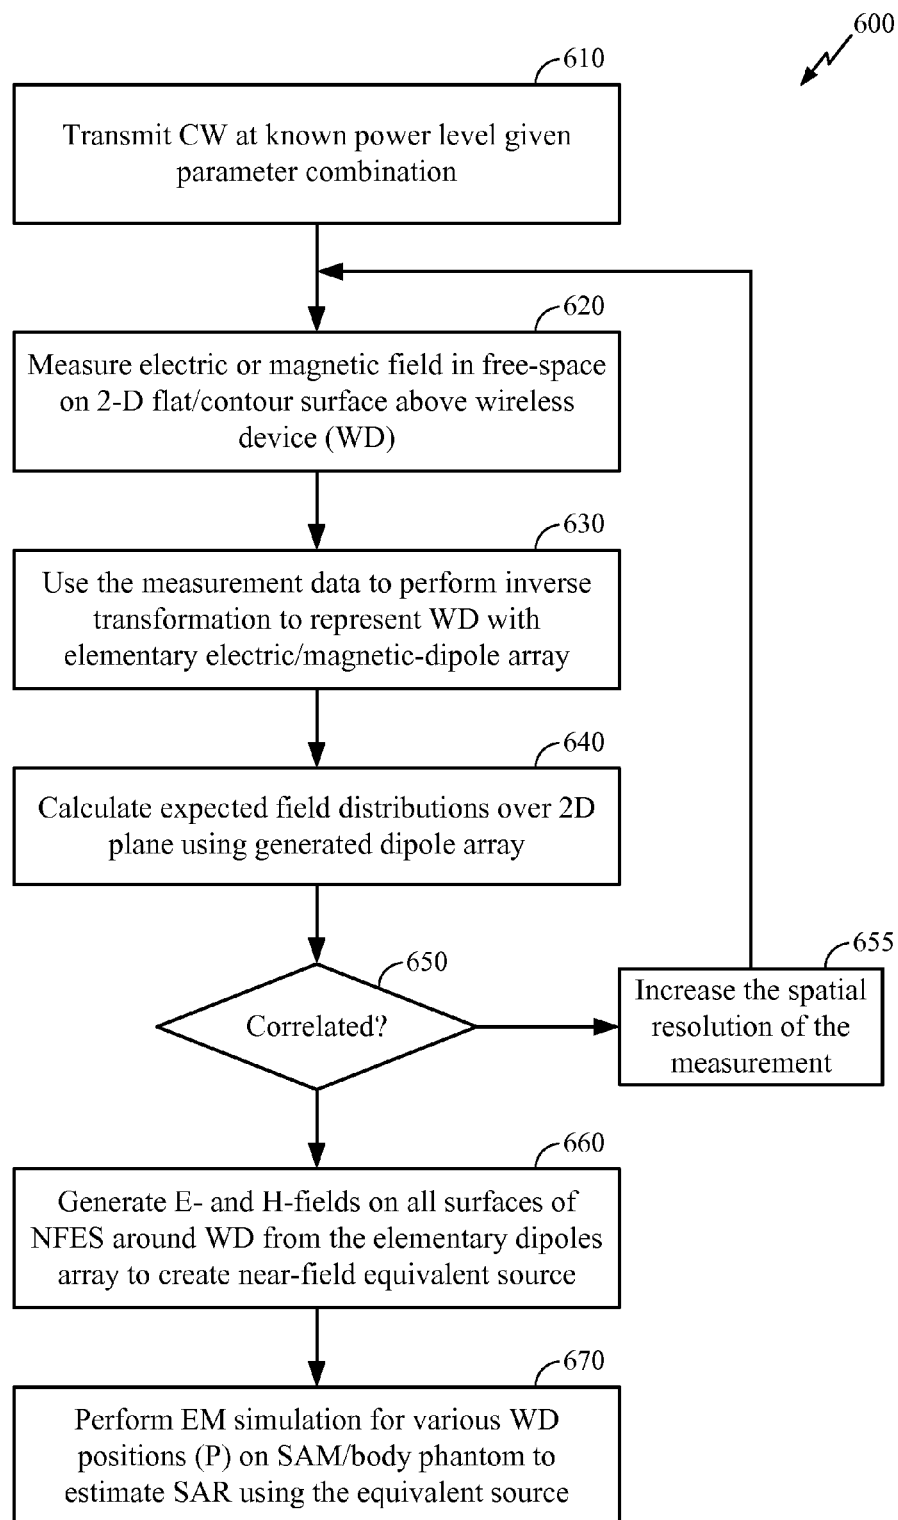 600
610
Transmit CW at known power level given
parameter combination
620
Measure electric or magnetic field in free-space
on 2-D flat/contour surface above wireless
device (WD)
630
Use the measurement data to perform inverse
transformation to represent WD with
elementary electric/magnetic-dipole array
640
Calculate expected field distributions over 2D
plane using generated dipole array
650
Correlated?
655
Increase the spatial
resolution of the
measurement
660
Generate E- and H-fields on all surfaces of
NFES around WD from the elementary dipoles
array to create near-field equivalent source
670
Perform EM simulation for various WD
positions (P) on SAM/body phantom to
estimate SAR using the equivalent source